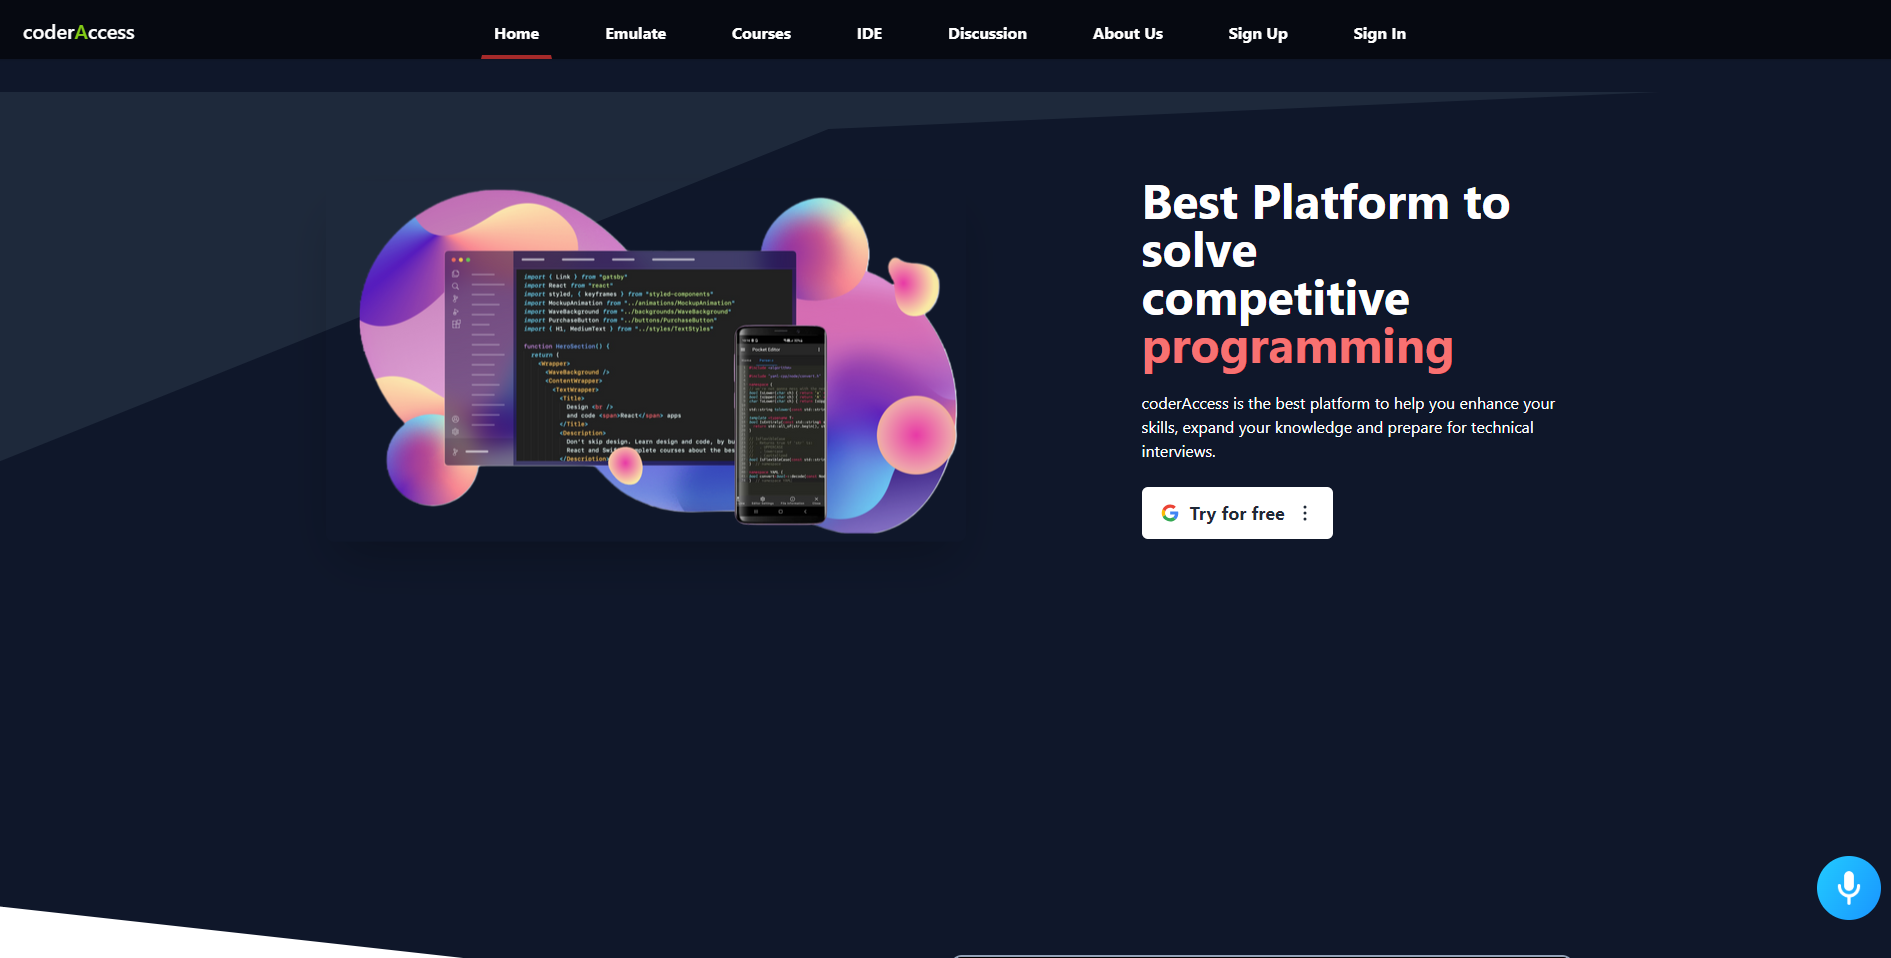 coderAccess
Home
Emulate
Courses
IDE
Discussion
About Us
Sign Up
Sign In
Best Platform to
solve
competitive
programming
coderAccess is the best platform to help you enhance your
skills, expand your knowledge and prepare for technical
interviews.
Try for free
import { Link } from "gatsby"
import React from "react"
import styled, { keyframes } from "styled-components"
import MockupAnimation from "../animations/MockupAnimation"
import WaveBackground from "../backgrounds/WaveBackground"
import PurchaseButton from "../buttons/PurchaseButton"
import { H1, MediumText } from "../styles/TextStyles"
function HeroSection() {
return (
<Wrapper>
<WaveBackground />
<ContentWrapper>
<TextWrapper>
<Title>
Design <br />
and code <span>React</span> apps
</Title>
<Description>
Don't skip design. Learn design and code, by bu
React and Swi plete courses about the bes
</Description>
Pocket Editor